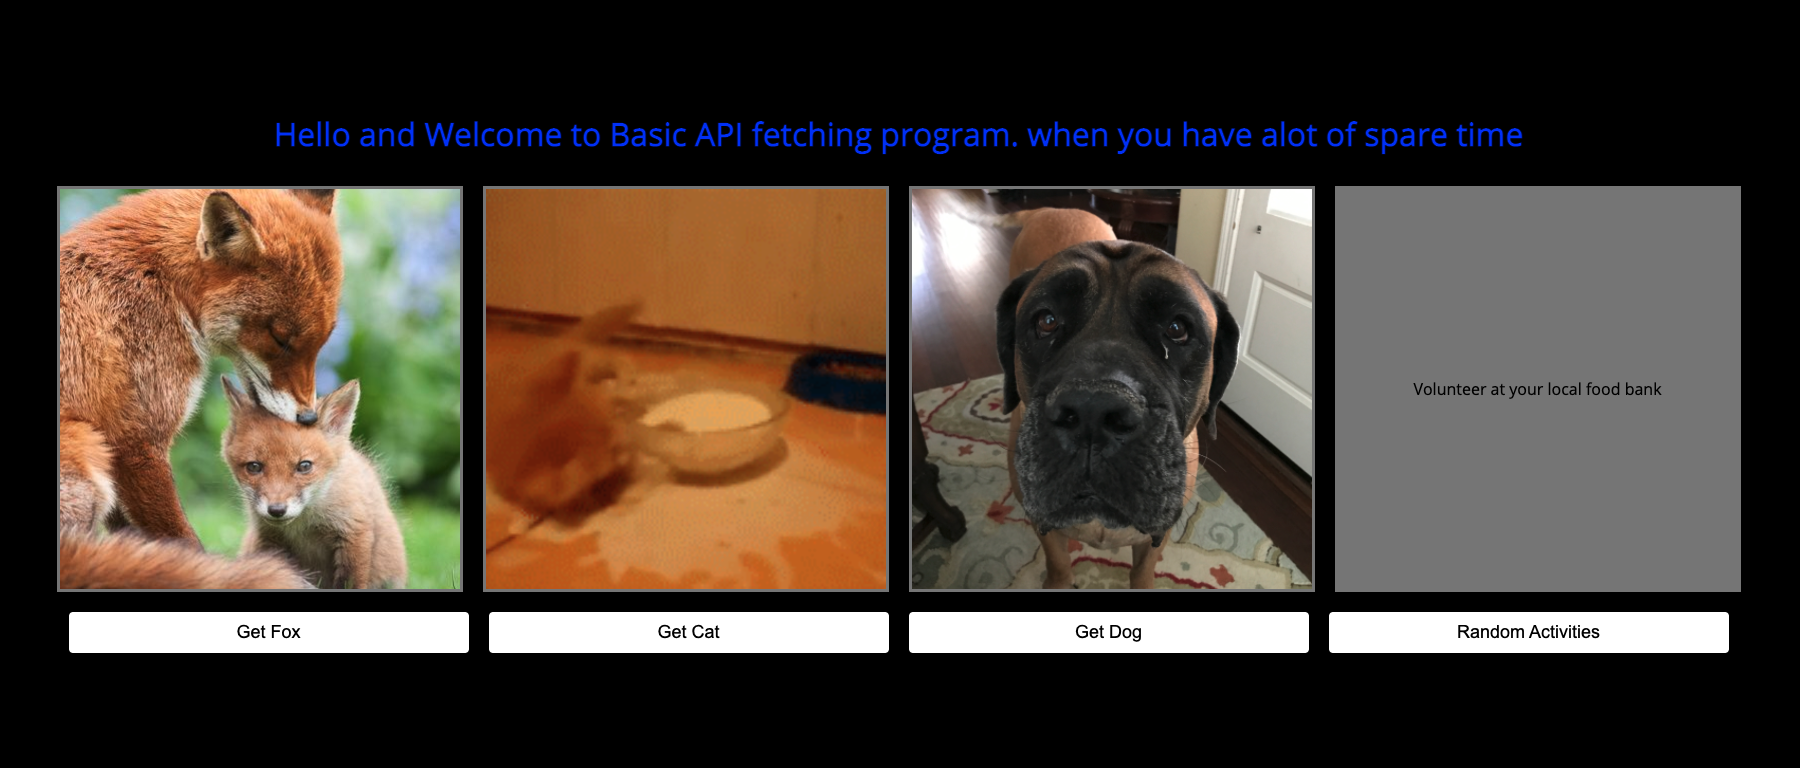 Hello and Welcome to Basic API fetching program. when you have alot of spare time
Volunteer at your local food bank
Get Fox
Get Cat
Get Dog
Random Activities